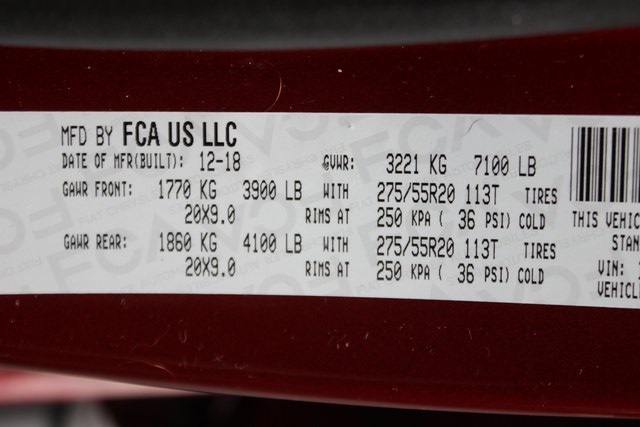 MFD BY FCA US LLC
DATE OF MFR(BUILT): 12-18 GVWR: 3221 KG 7100 LB
GAWR FRONT: 1770 KG 3900 LB WITH 275/55R20 113T TIRES
20X9.0 RIMS AT 250 KPA ( 36 PSI) COLD
GAWR REAR: 1860 KG 4100 LB WITH 275/55R20 113T TIRES
20X9.0 RIMS AT 250 KPA ( 36 PSI) COLD
THIS VEHIC
STAN
VIN:
VEHICL